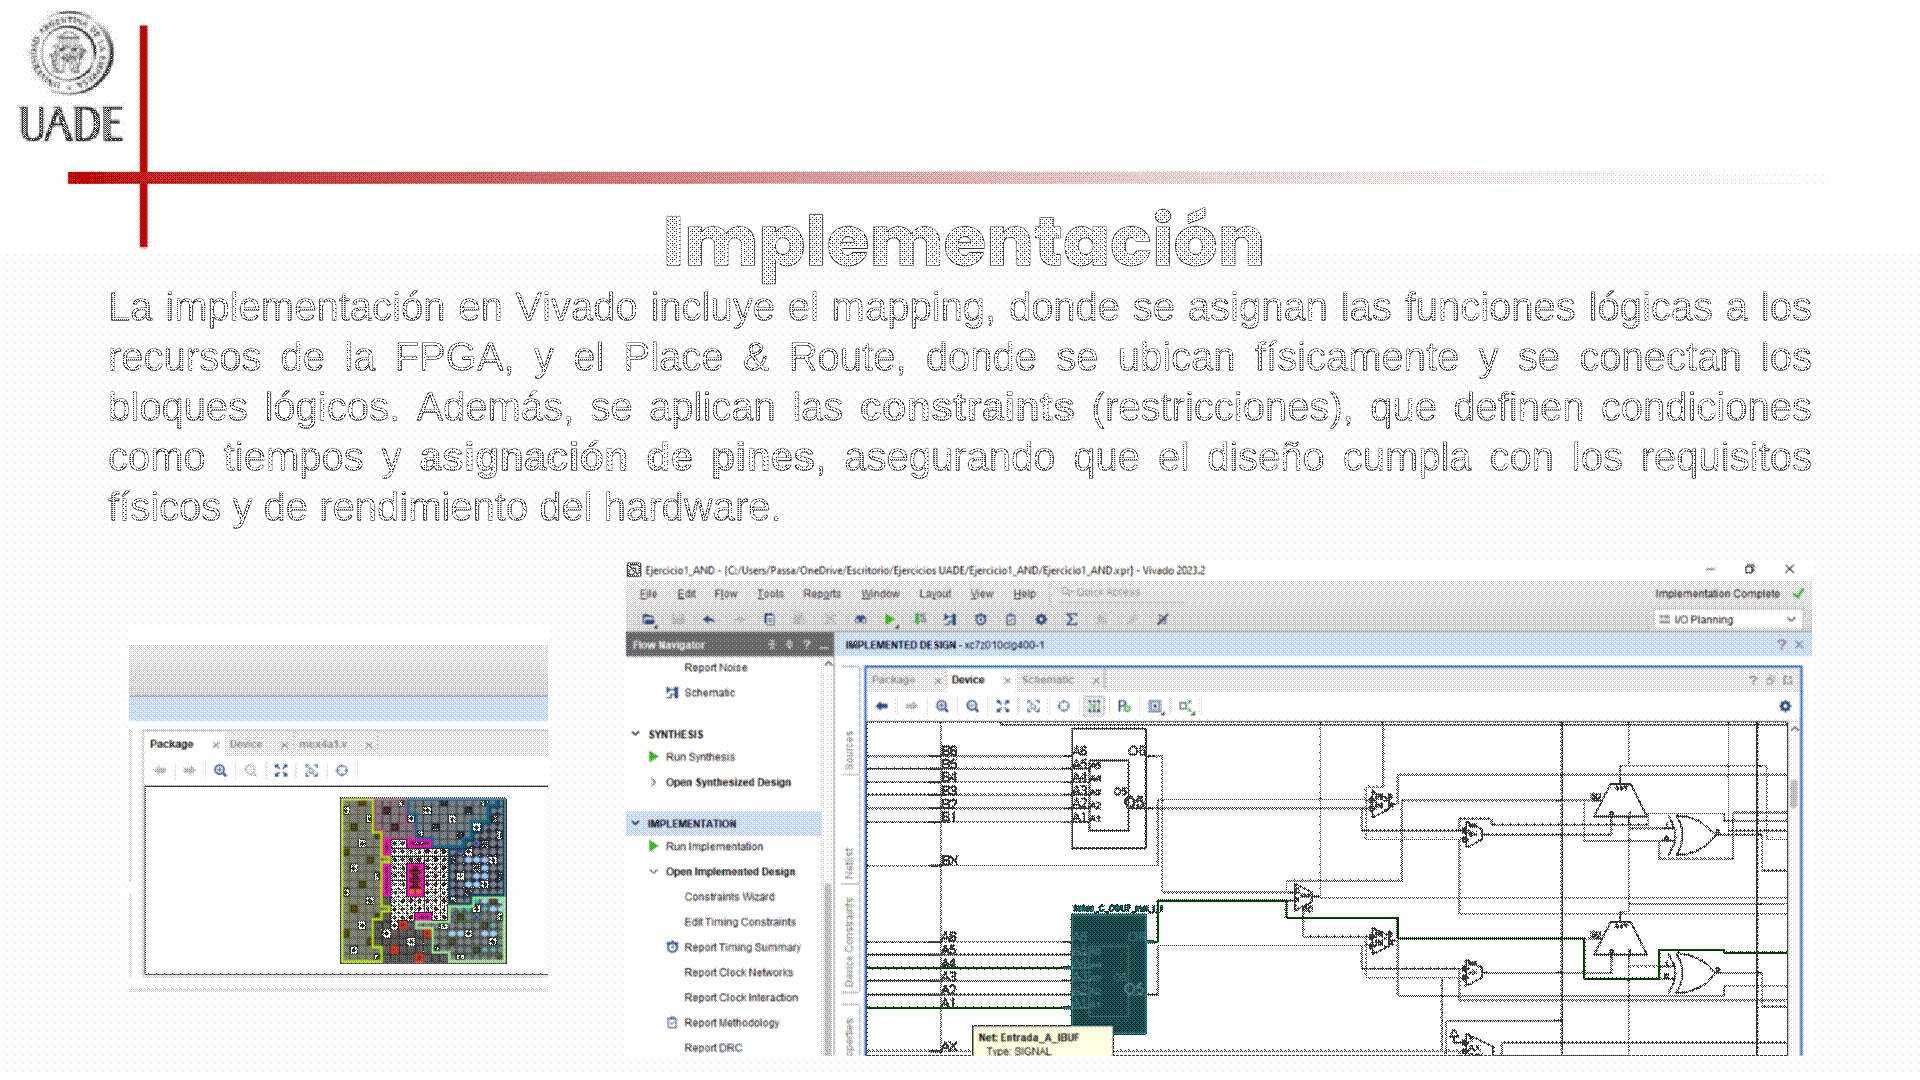 UADE
Implementación
La implementación en Vivado incluye el mapping, donde se asignan las funciones lógicas a los
recursos de la FPGA, y el Place & Route, donde se ubican físicamente y se conectan los
bloques lógicos. Además, se aplican las constraints (restricciones), que definen condiciones
como tiempos y asignación de pines, asegurando que el diseño cumpla con los requisitos
físicos y de rendimiento del hardware.
Package Device mux4a1.v
Ejercicio1_AND - [C:/Users/Passa/OneDrive/Escritorio/Ejercicios UADE/Ejercicio1_AND/Ejercicio1_AND.xpr] - Vivado 2023.2
File Edit Flow Tools Reports Window Layout View Help Quick Access
Implementation Complete
I/O Planning
Flow Navigator
IMPLEMENTED DESIGN - xc7z010clg400-1
Report Noise
Schematic
SYNTHESIS
Run Synthesis
Open Synthesized Design
IMPLEMENTATION
Run Implementation
Open Implemented Design
Constraints Wizard
Edit Timing Constraints
Report Timing Summary
Report Clock Networks
Report Clock Interaction
Report Methodology
Report DRC
Sources
Netlist
Device Constraints
Package Device Schematic
B6
B5
B4
B3
B2
B1
BX
A6
A5
A4
A3
A2
A1
AX
A6 O6
A5
A4
A3
A2
A1
O5
O5
Net: Entrada_A_IBUF
Type: SIGNAL